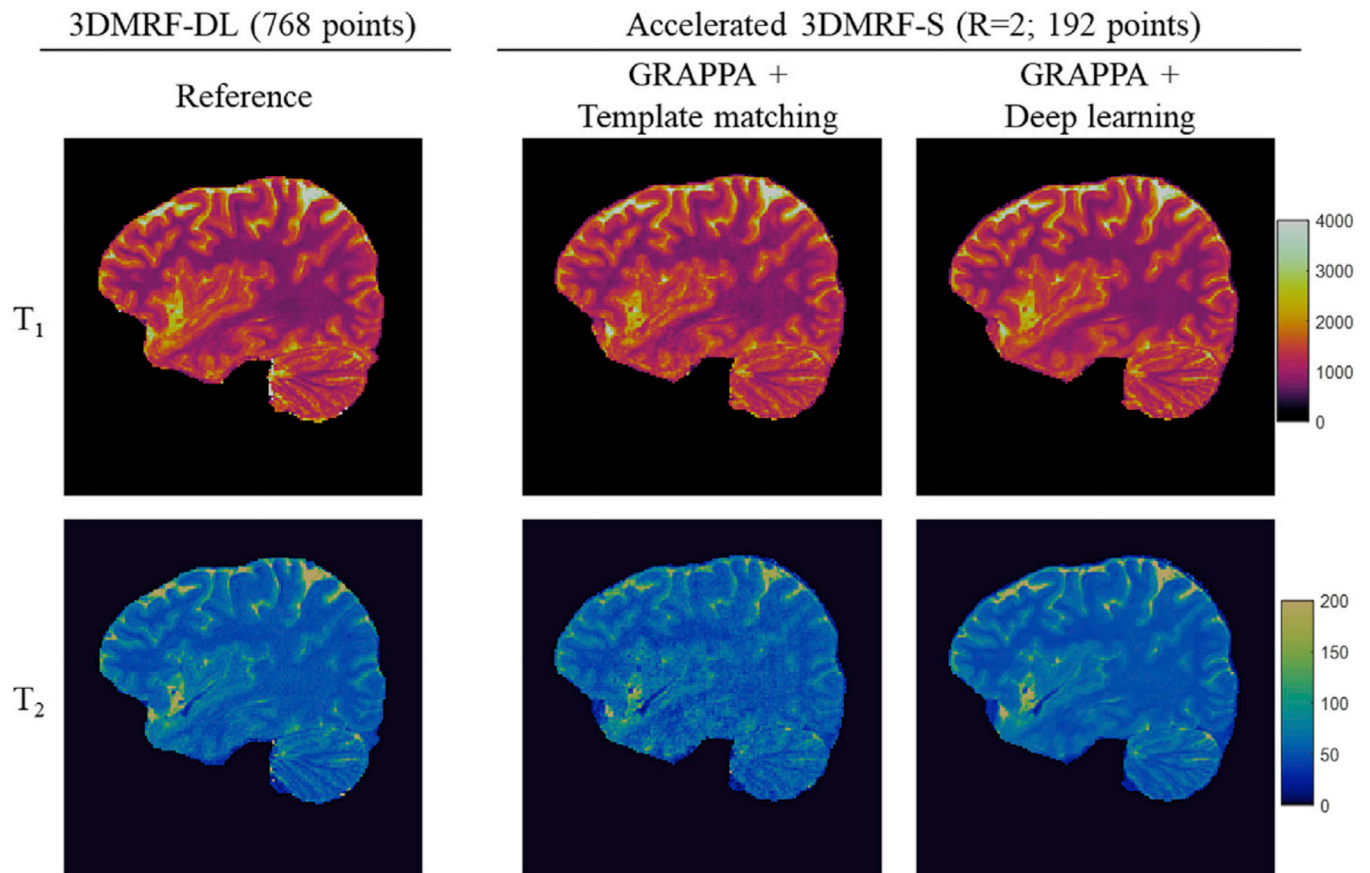 3DMRF-DL (768 points)
Accelerated 3DMRF-S (R=2; 192 points)
Reference
GRAPPA +
Template matching
GRAPPA +
Deep learning
T₁
4000
3000
2000
1000
0
T₂
200
150
100
50
0